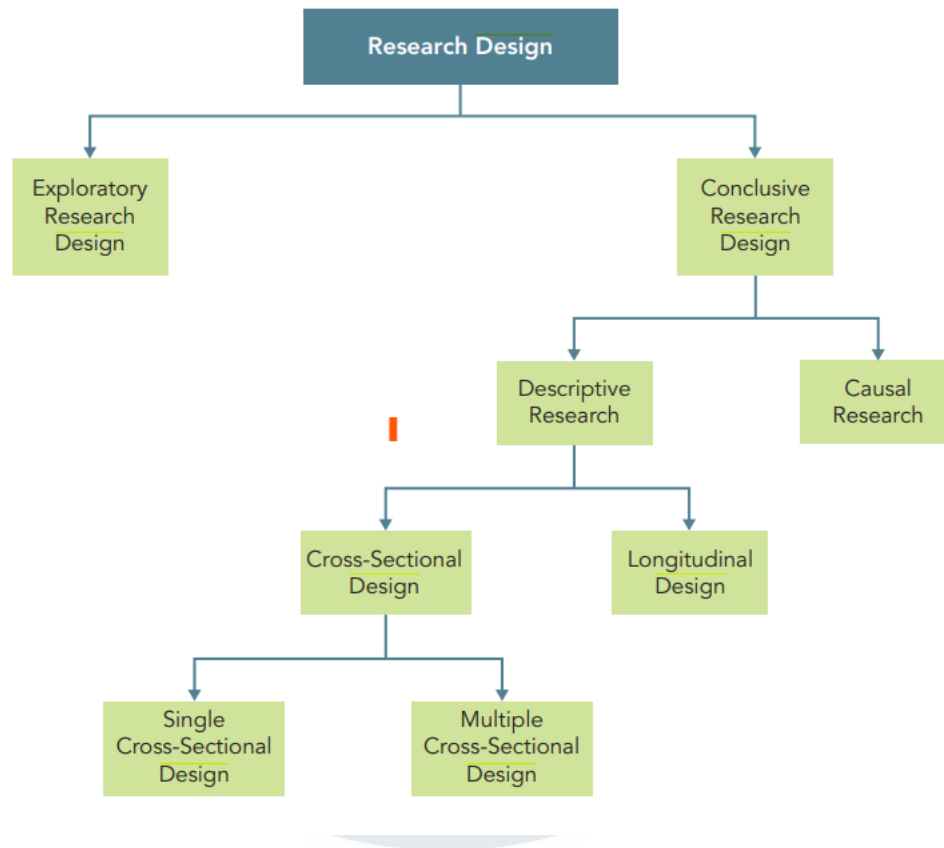 Research Design
Exploratory
Research
Design
Conclusive
Research
Design
Descriptive
Research
Causal
Research
Cross-Sectional
Design
Longitudinal
Design
Single
Cross-Sectional
Design
Multiple
Cross-Sectional
Design